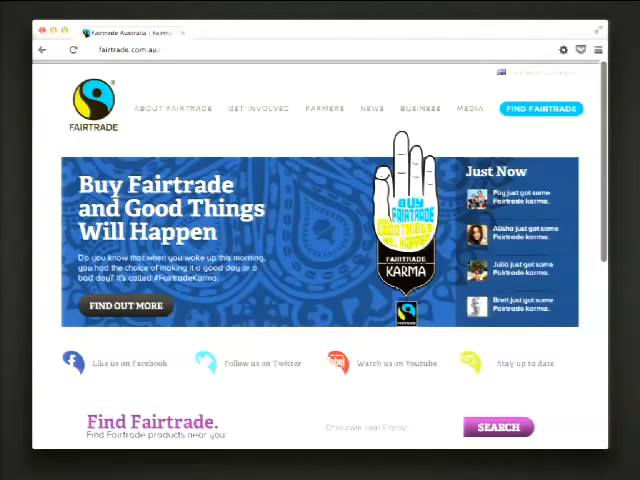 Fairtrade Australia | Fairtra
fairtrade.com.au
FAIRTRADE
ABOUT FAIRTRADE GET INVOLVED FARMERS NEWS BUSINESS MEDIA FIND FAIRTRADE
Buy Fairtrade
and Good Things
Will Happen
Do you know that when you woke up this morning,
you had the choice of making it a good day or a
bad day? It's called #FairtradeKarma.
FIND OUT MORE
BUY
FAIRTRADE
AND
GOOD THINGS
WILL HAPPEN
FAIRTRADE
KARMA
Just Now
Fay just got some
Fairtrade karma.
Alisha just got some
Fairtrade karma.
Julia just got some
Fairtrade karma.
Brett just got some
Fairtrade karma.
Like us on Facebook Follow us on Twitter Watch us on Youtube Stay up to date
Find Fairtrade.
Find Fairtrade products near you:
Chocolate near Fitzroy
SEARCH